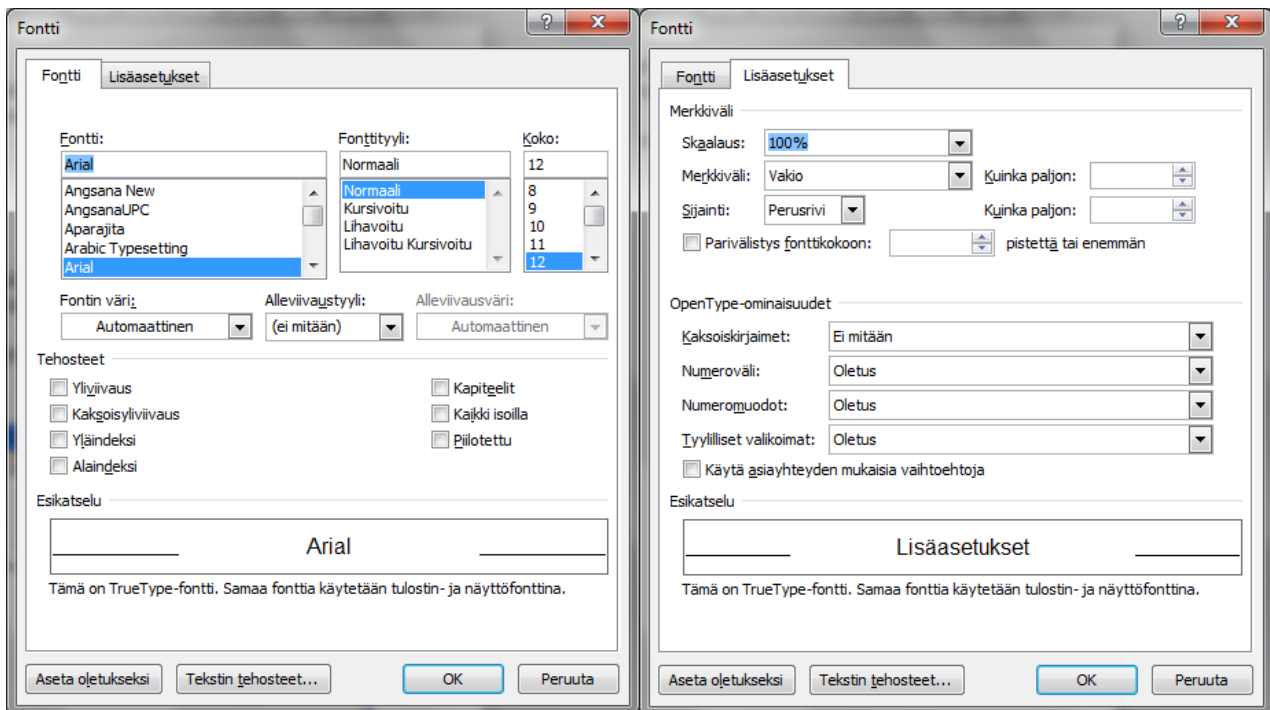 Fontti
Fontti Lisäasetukset
Fontti: Fonttityyli: Koko:
Arial Normaali 12
Angsana New Normaali 8
AngsanaUPC Kursivoitu 9
Aparajita Lihavoitu 10
Arabic Typesetting Lihavoitu Kursivoitu 11
Arial 12
Fontin väri: Alleviivaustyyli: Alleviivausväri:
Automaattinen (ei mitään) Automaattinen
Tehosteet
Yliviivaus Kapiteelit
Kaksoisyliviivaus Kaikki isoilla
Yläindeksi Piilotettu
Alaindeksi
Esikatselu
Arial
Tämä on TrueType-fontti. Samaa fonttia käytetään tulostin- ja näyttöfonttina.
Aseta oletukseksi Tekstin tehosteet... OK Peruuta
Fontti
Fontti Lisäasetukset
Merkkiväli
Skaalaus: 100%
Merkkiväli: Vakio Kuinka paljon:
Sijainti: Perusrivi Kuinka paljon:
Parivälistys fonttikokoon: pistettä tai enemmän
OpenType-ominaisuudet
Kaksoiskirjaimet: Ei mitään
Numeroväli: Oletus
Numeromuodot: Oletus
Tyylilliset valikoimat: Oletus
Käytä asiayhteyden mukaisia vaihtoehtoja
Esikatselu
Lisäasetukset
Tämä on TrueType-fontti. Samaa fonttia käytetään tulostin- ja näyttöfonttina.
Aseta oletukseksi Tekstin tehosteet... OK Peruuta